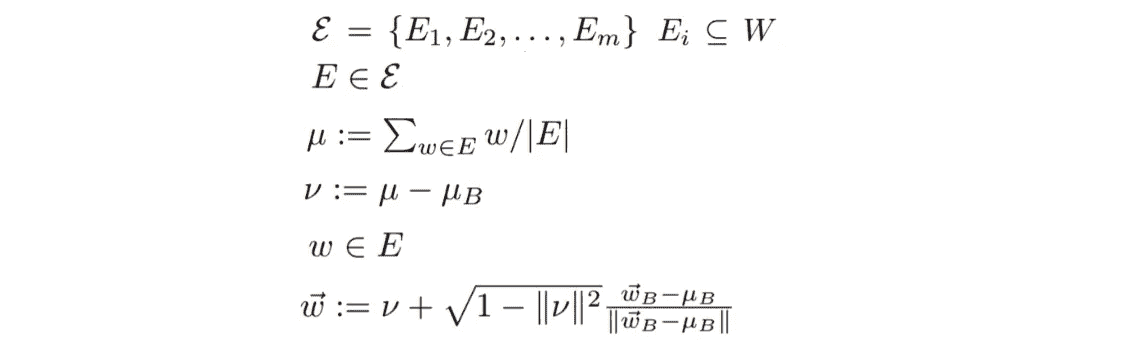 ℰ = {E₁, E₂, …, Eₘ} Eᵢ ⊆ W
E ∈ ℰ
μ := ∑_{w∈E} w/|E|
ν := μ − μ_B
w ∈ E
w⃗ := ν + √(1 − ‖ν‖²) (w⃗_B − μ_B)/‖w⃗_B − μ_B‖